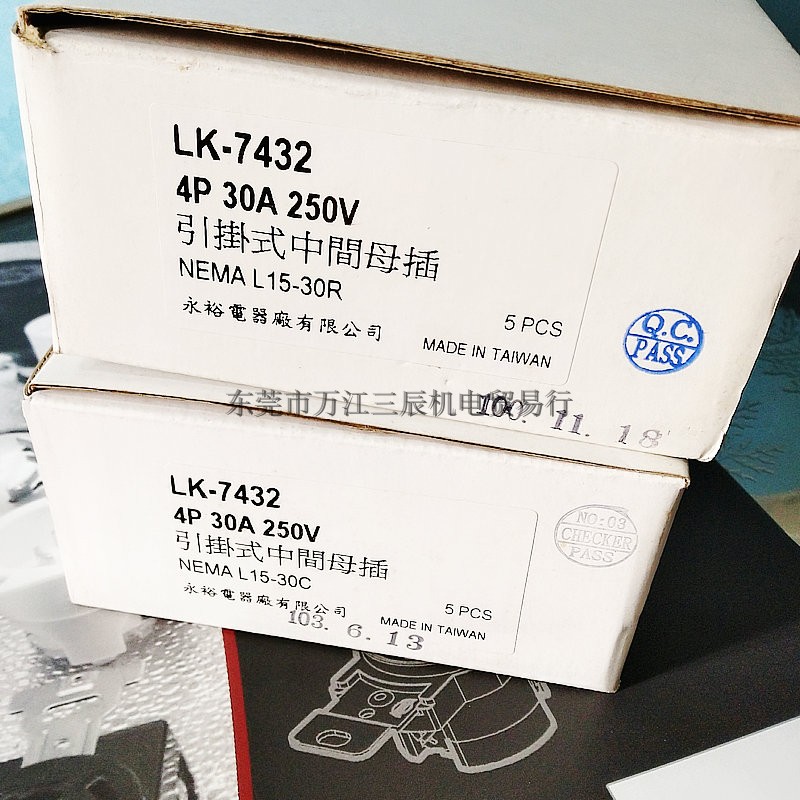 LK-7432
4P 30A 250V
引掛式中間母插
NEMA L15-30R
永裕電器廠有限公司
5 PCS
MADE IN TAIWAN
Q.C.
PASS
100. 11. 18
东莞市万江三辰机电贸易行
LK-7432
4P 30A 250V
引掛式中間母插
NEMA L15-30C
永裕電器廠有限公司
5 PCS
MADE IN TAIWAN
103. 6. 13
NO:03
CHECKER
PASS